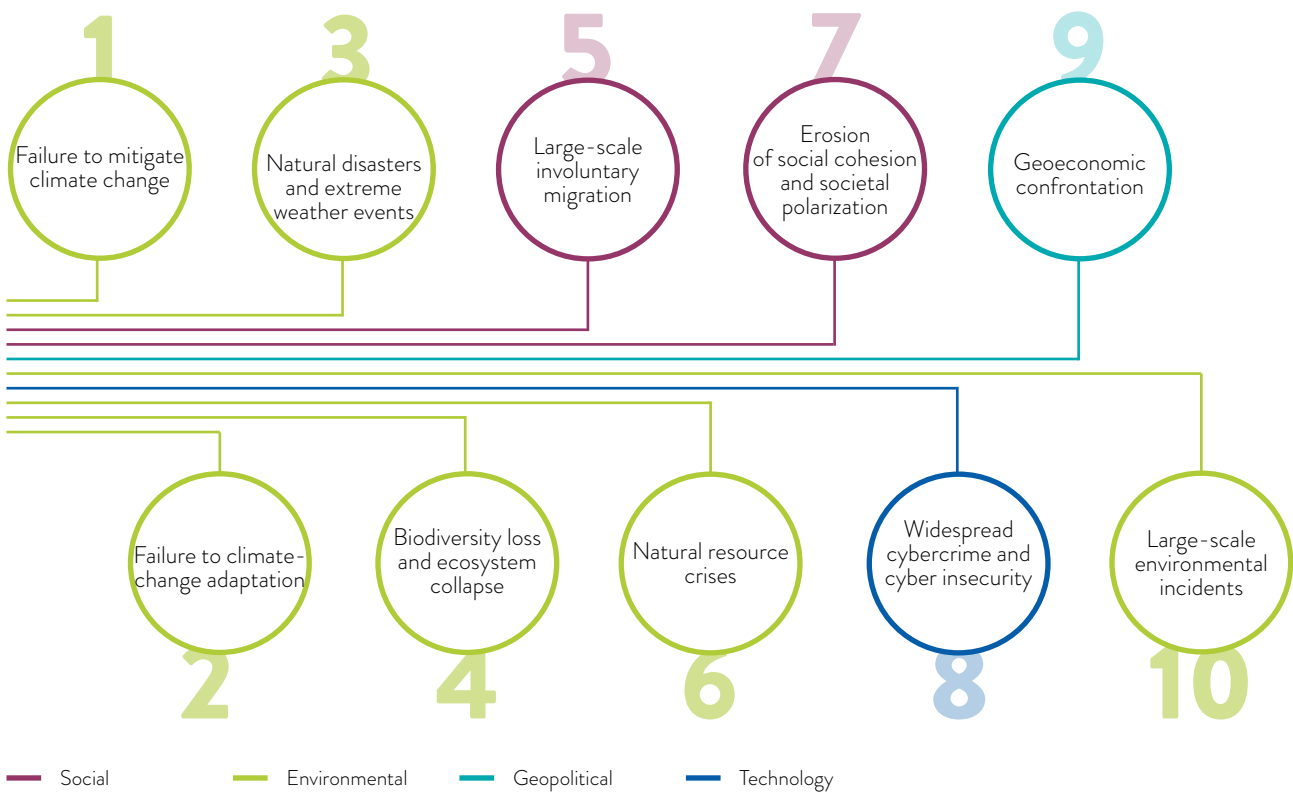 1
Failure to mitigate
climate change
3
Natural disasters
and extreme
weather events
5
Large-scale
involuntary
migration
7
Erosion
of social cohesion
and societal
polarization
9
Geoeconomic
confrontation
Failure to climate-
change adaptation
2
Biodiversity loss
and ecosystem
collapse
4
Natural resource
crises
6
Widespread
cybercrime and
cyber insecurity
8
Large-scale
environmental
incidents
10
Social
Environmental
Geopolitical
Technology